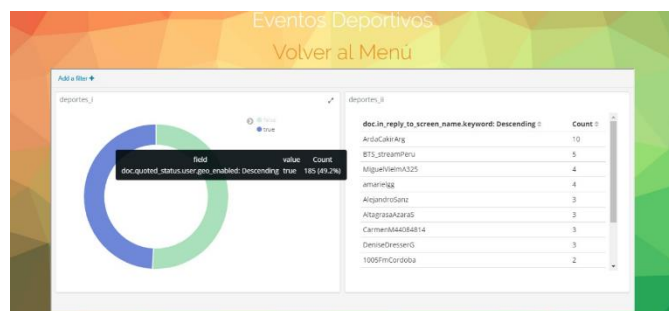 Eventos Deportivos
Volver al Menú
Add a filter +
deportes_i
false
true
field value Count
doc.quoted_status.user.geo_enabled: Descending true 185 (49.2%)
deportes_ii
doc.in_reply_to_screen_name.keyword: Descending Count
ArdaCakirArg 10
BTS_streamPeru 5
MiguelVielmA325 4
amarielgg 4
AlejandroSanz 3
AltagrasaAzaraS 3
CarmenM44084814 3
DeniseDresserG 3
1005FmCordoba 2